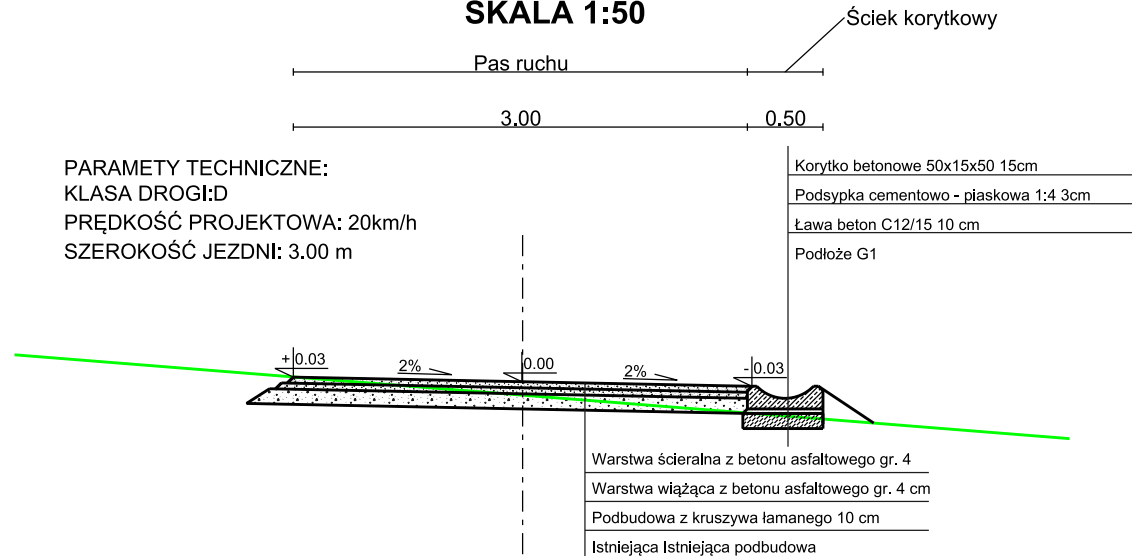 SKALA 1:50
Ściek korytkowy
Pas ruchu
3.00
0.50
PARAMETY TECHNICZNE:
KLASA DROGI:D
PRĘDKOŚĆ PROJEKTOWA: 20km/h
SZEROKOŚĆ JEZDNI: 3.00 m
Korytko betonowe 50x15x50 15cm
Podsypka cementowo - piaskowa 1:4 3cm
Ława beton C12/15 10 cm
Podłoże G1
+0.03
2%
0.00
2%
-0.03
Warstwa ścieralna z betonu asfaltowego gr. 4
Warstwa wiążąca z betonu asfaltowego gr. 4 cm
Podbudowa z kruszywa łamanego 10 cm
Istniejąca Istniejąca podbudowa